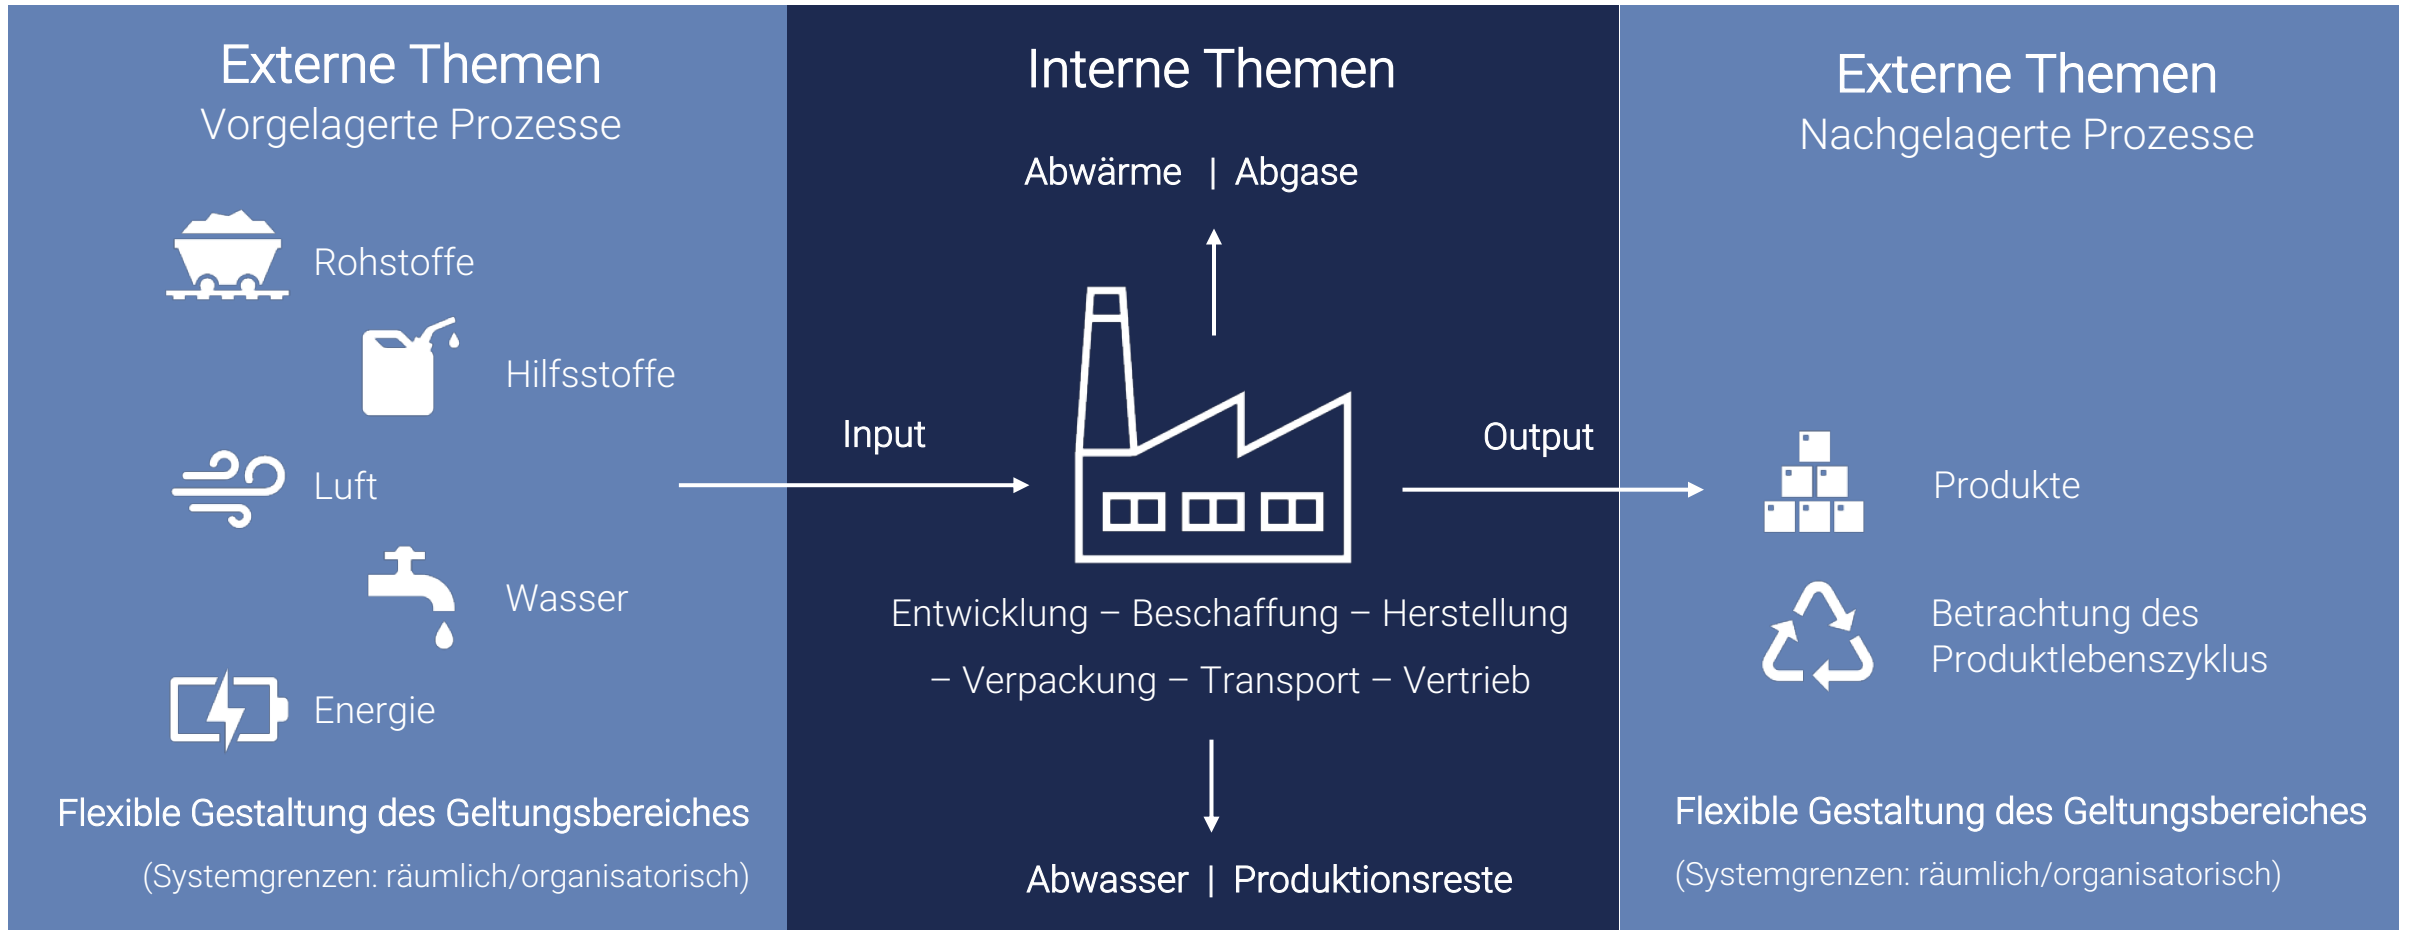 Externe Themen
Vorgelagerte Prozesse
Rohstoffe
Hilfsstoffe
Luft
Wasser
Energie
Flexible Gestaltung des Geltungsbereiches
(Systemgrenzen: räumlich/organisatorisch)
Interne Themen
Abwärme | Abgase
Input
Output
Entwicklung – Beschaffung – Herstellung
– Verpackung – Transport – Vertrieb
Abwasser | Produktionsreste
Externe Themen
Nachgelagerte Prozesse
Produkte
Betrachtung des
Produktlebenszyklus
Flexible Gestaltung des Geltungsbereiches
(Systemgrenzen: räumlich/organisatorisch)